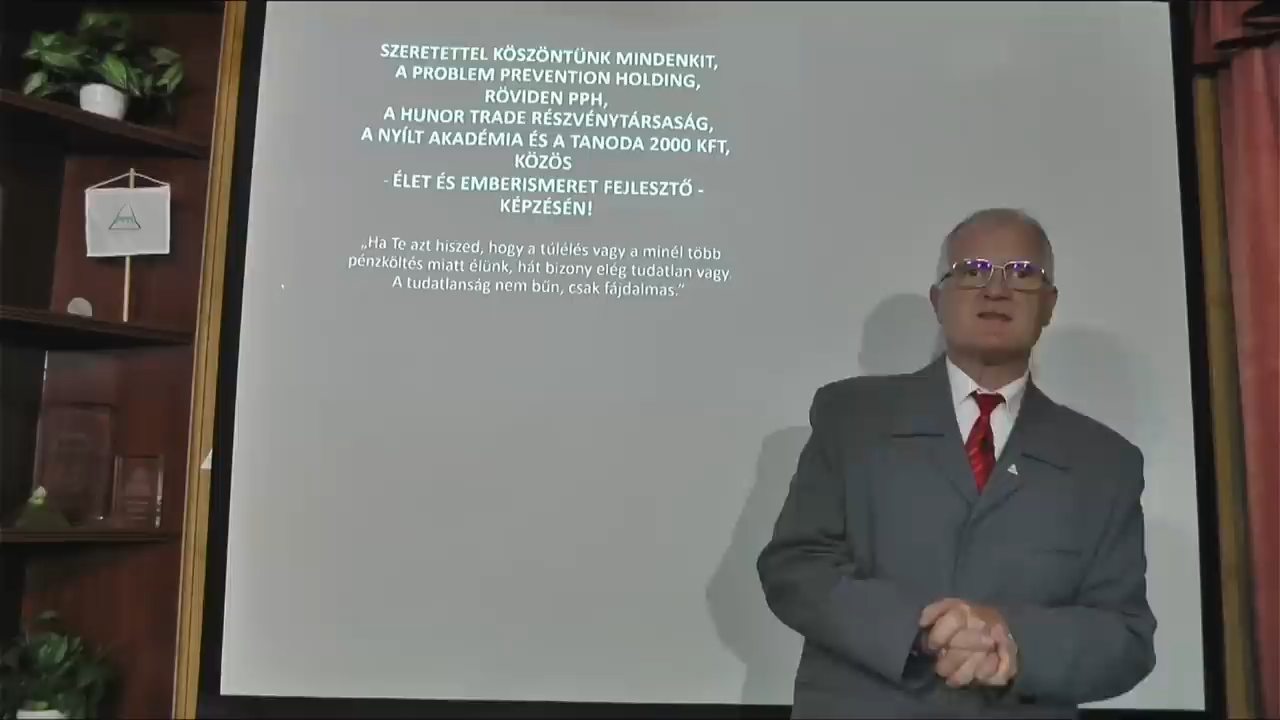 SZERETETTEL KÖSZÖNTÜNK MINDENKIT,
A PROBLEM PREVENTION HOLDING,
RÖVIDEN PPH,
A HUNOR TRADE RÉSZVÉNYTÁRSASÁG,
A NYÍLT AKADÉMIA ÉS A TANODA 2000 KFT,
KÖZÖS
- ÉLET ÉS EMBERISMERET FEJLESZTŐ -
KÉPZÉSÉN!
„Ha Te azt hiszed, hogy a túlélés vagy a minél több
pénzköltés miatt élünk, hát bizony elég tudatlan vagy.
A tudatlanság nem bűn, csak fájdalmas.”